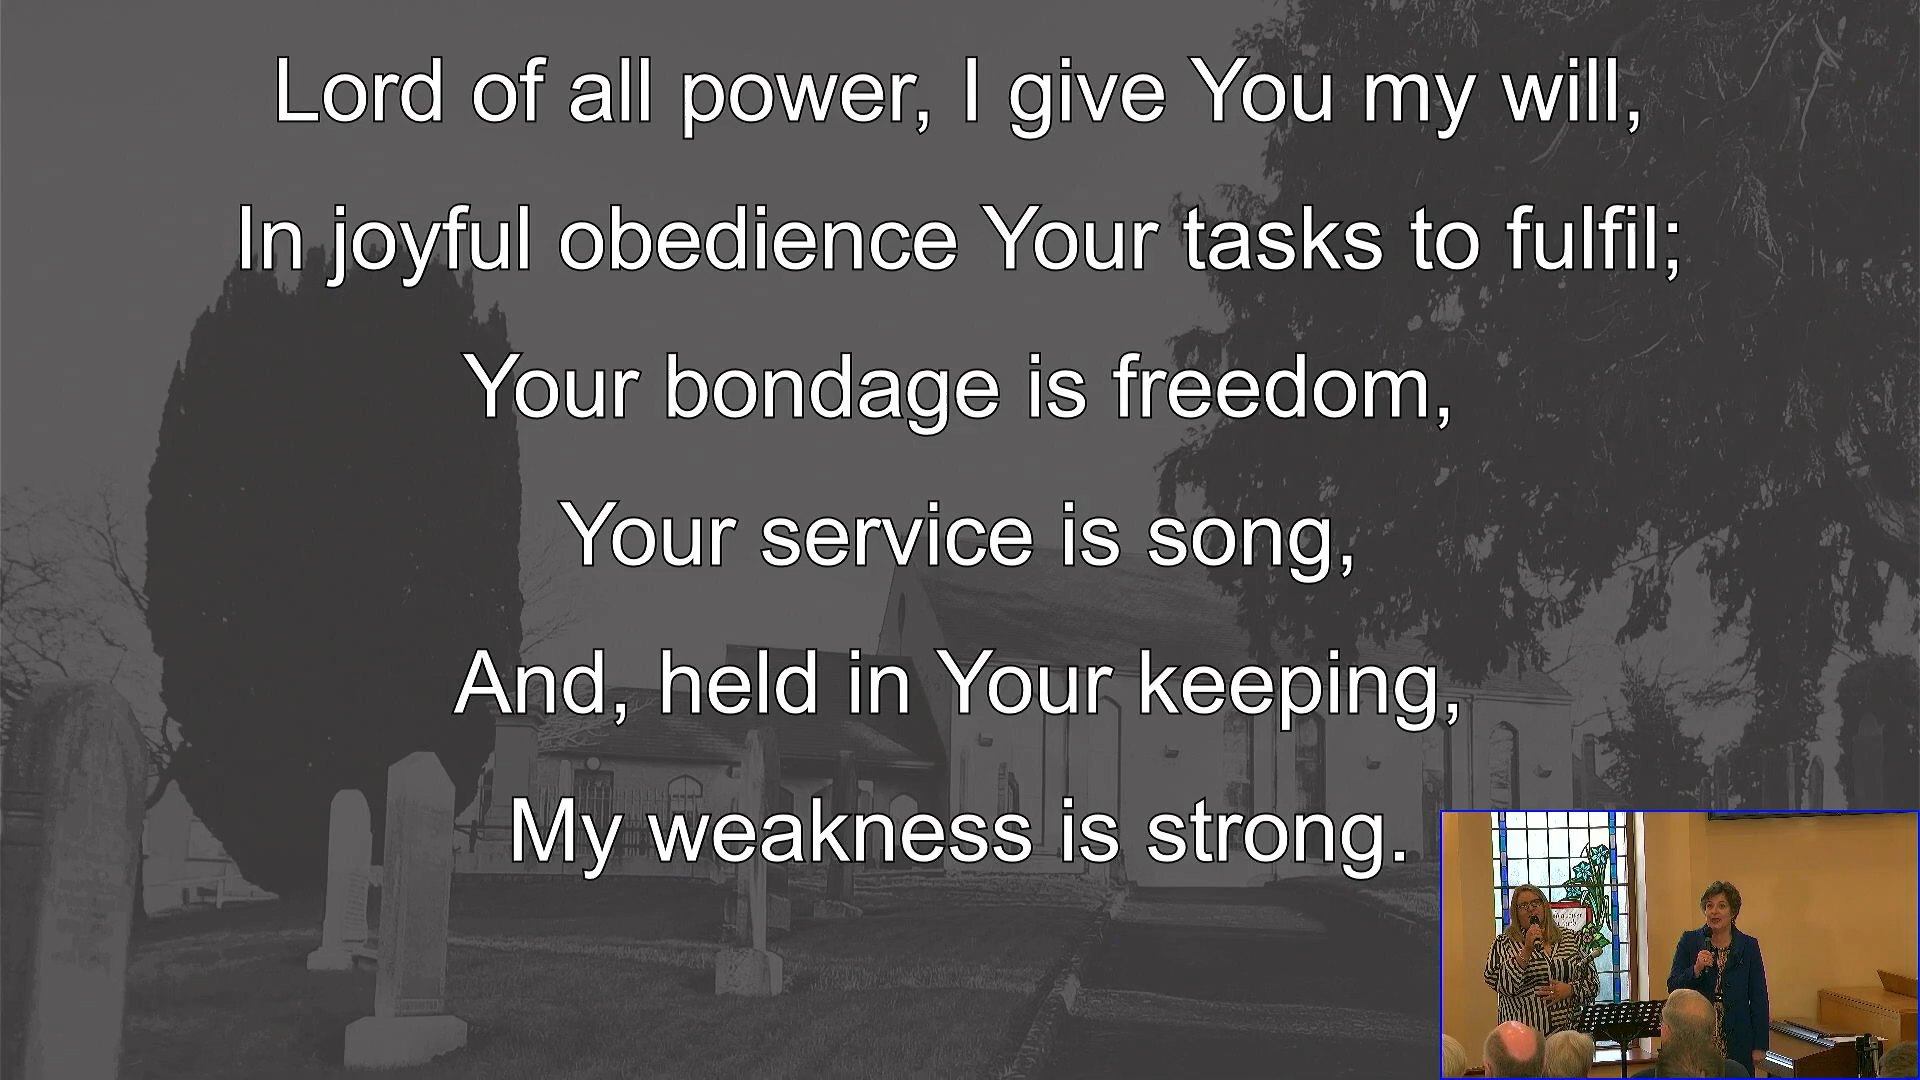 Lord of all power, I give You my will,
In joyful obedience Your tasks to fulfil;
Your bondage is freedom,
Your service is song,
And, held in Your keeping,
My weakness is strong.